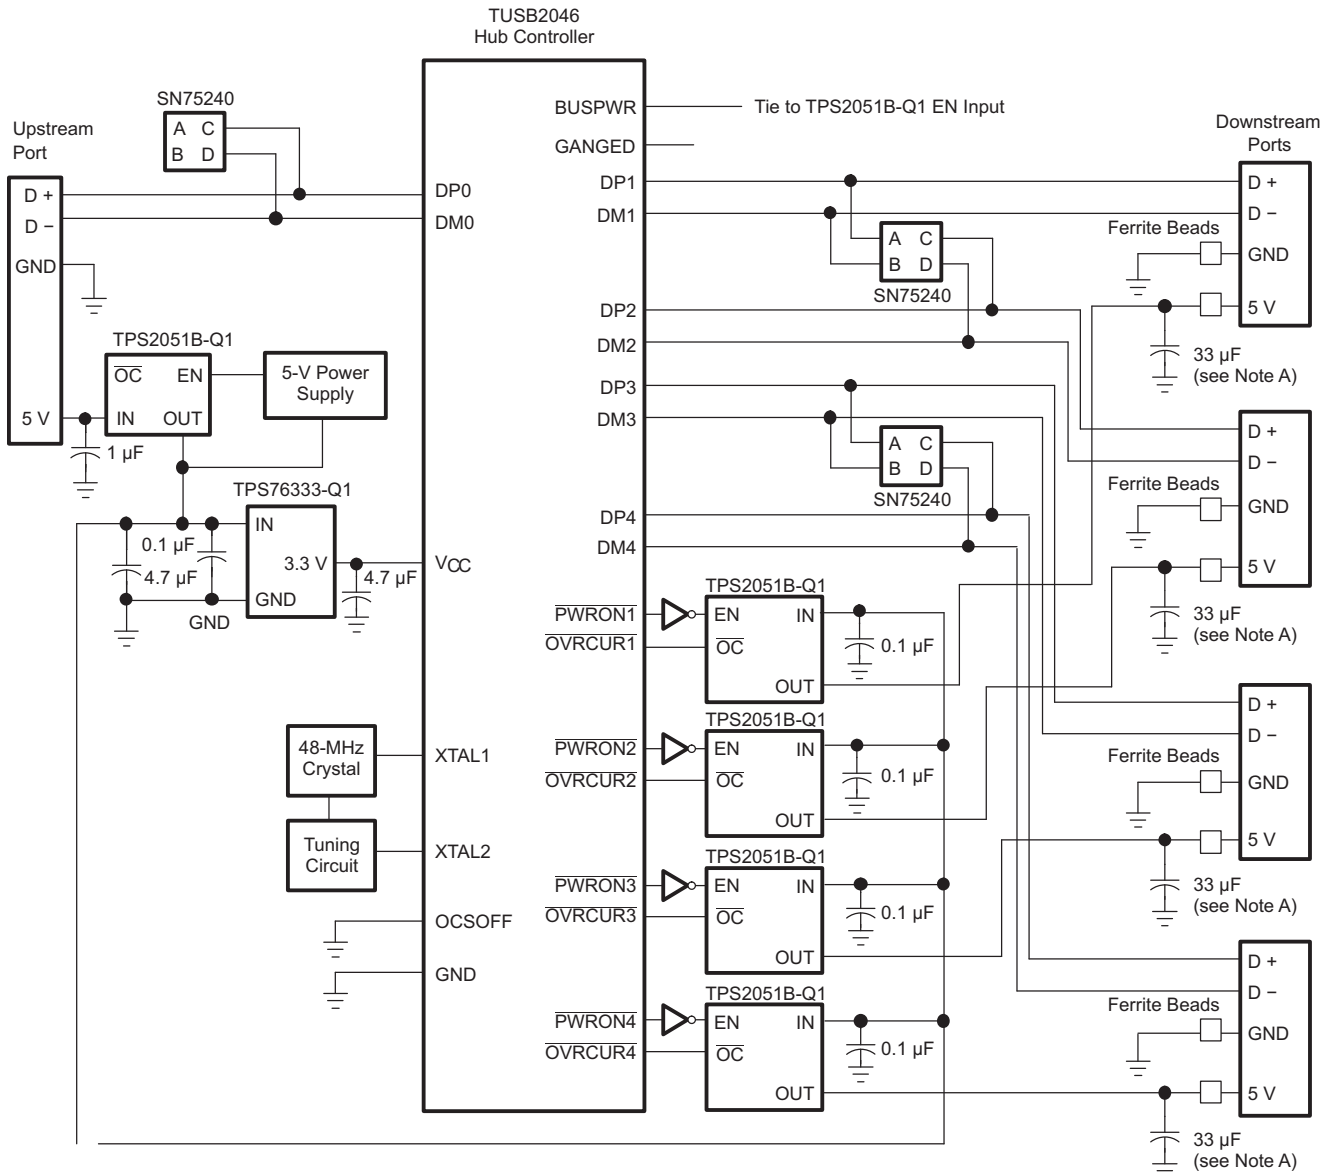 TUSB2046
Hub Controller
SN75240
A C
B D
Upstream
Port
D +
D −
GND
5 V
DP0
DM0
TPS2051B-Q1
OC EN
IN OUT
5-V Power
Supply
1 µF
TPS76333-Q1
IN
3.3 V
GND
0.1 µF
4.7 µF
GND
4.7 µF
VCC
48-MHz
Crystal
Tuning
Circuit
XTAL1
XTAL2
OCSOFF
GND
BUSPWR
Tie to TPS2051B-Q1 EN Input
GANGED
DP1
DM1
A C
B D
SN75240
DP2
DM2
DP3
DM3
A C
B D
SN75240
DP4
DM4
PWRON1
OVRCUR1
TPS2051B-Q1
EN IN
OC
OUT
0.1 µF
PWRON2
OVRCUR2
TPS2051B-Q1
EN IN
OC
OUT
0.1 µF
PWRON3
OVRCUR3
TPS2051B-Q1
EN IN
OC
OUT
0.1 µF
PWRON4
OVRCUR4
TPS2051B-Q1
EN IN
OC
OUT
0.1 µF
Downstream
Ports
D +
D −
Ferrite Beads
GND
5 V
33 µF
(see Note A)
D +
D −
Ferrite Beads
GND
5 V
33 µF
(see Note A)
D +
D −
Ferrite Beads
GND
5 V
33 µF
(see Note A)
D +
D −
Ferrite Beads
GND
5 V
33 µF
(see Note A)